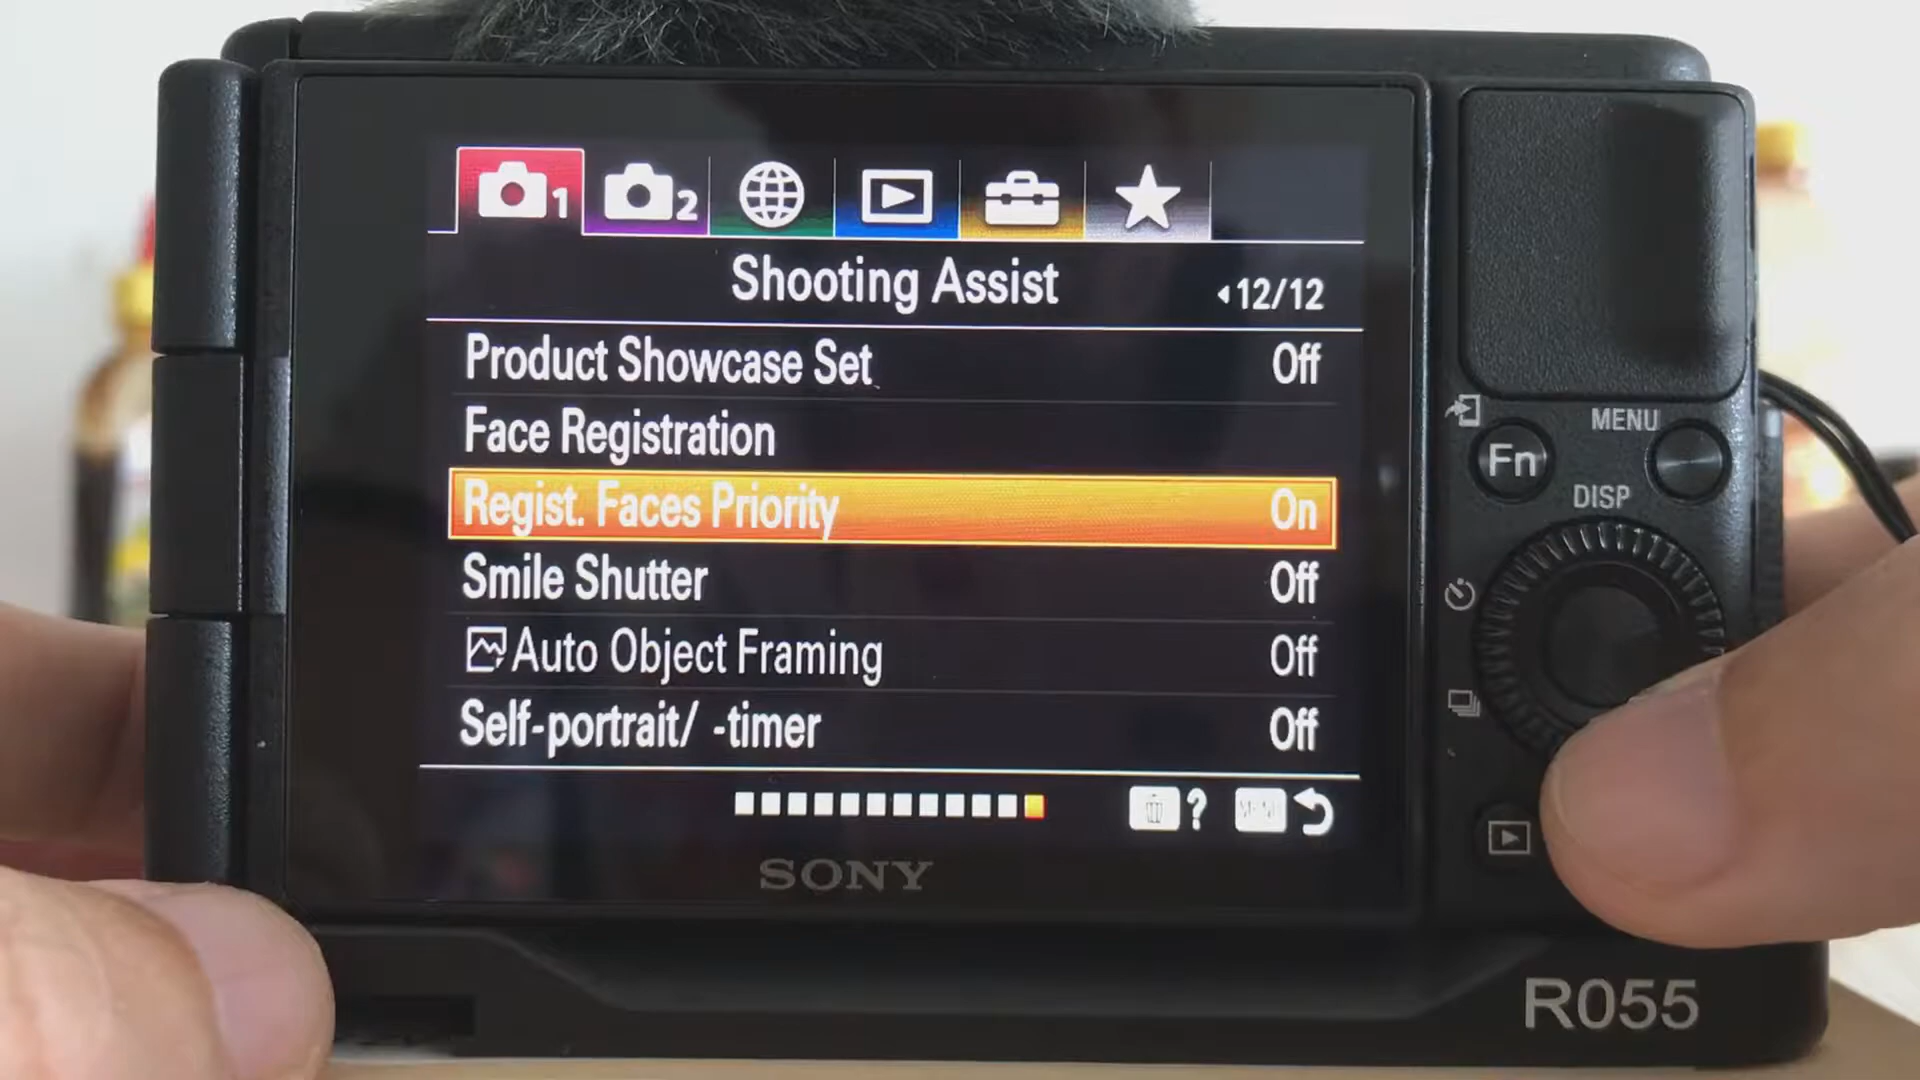 1 2
Shooting Assist 12/12
Product Showcase Set Off
Face Registration
Regist. Faces Priority On
Smile Shutter Off
Auto Object Framing Off
Self-portrait/ -timer Off
MENU
?
SONY
MENU
Fn
DISP
R055